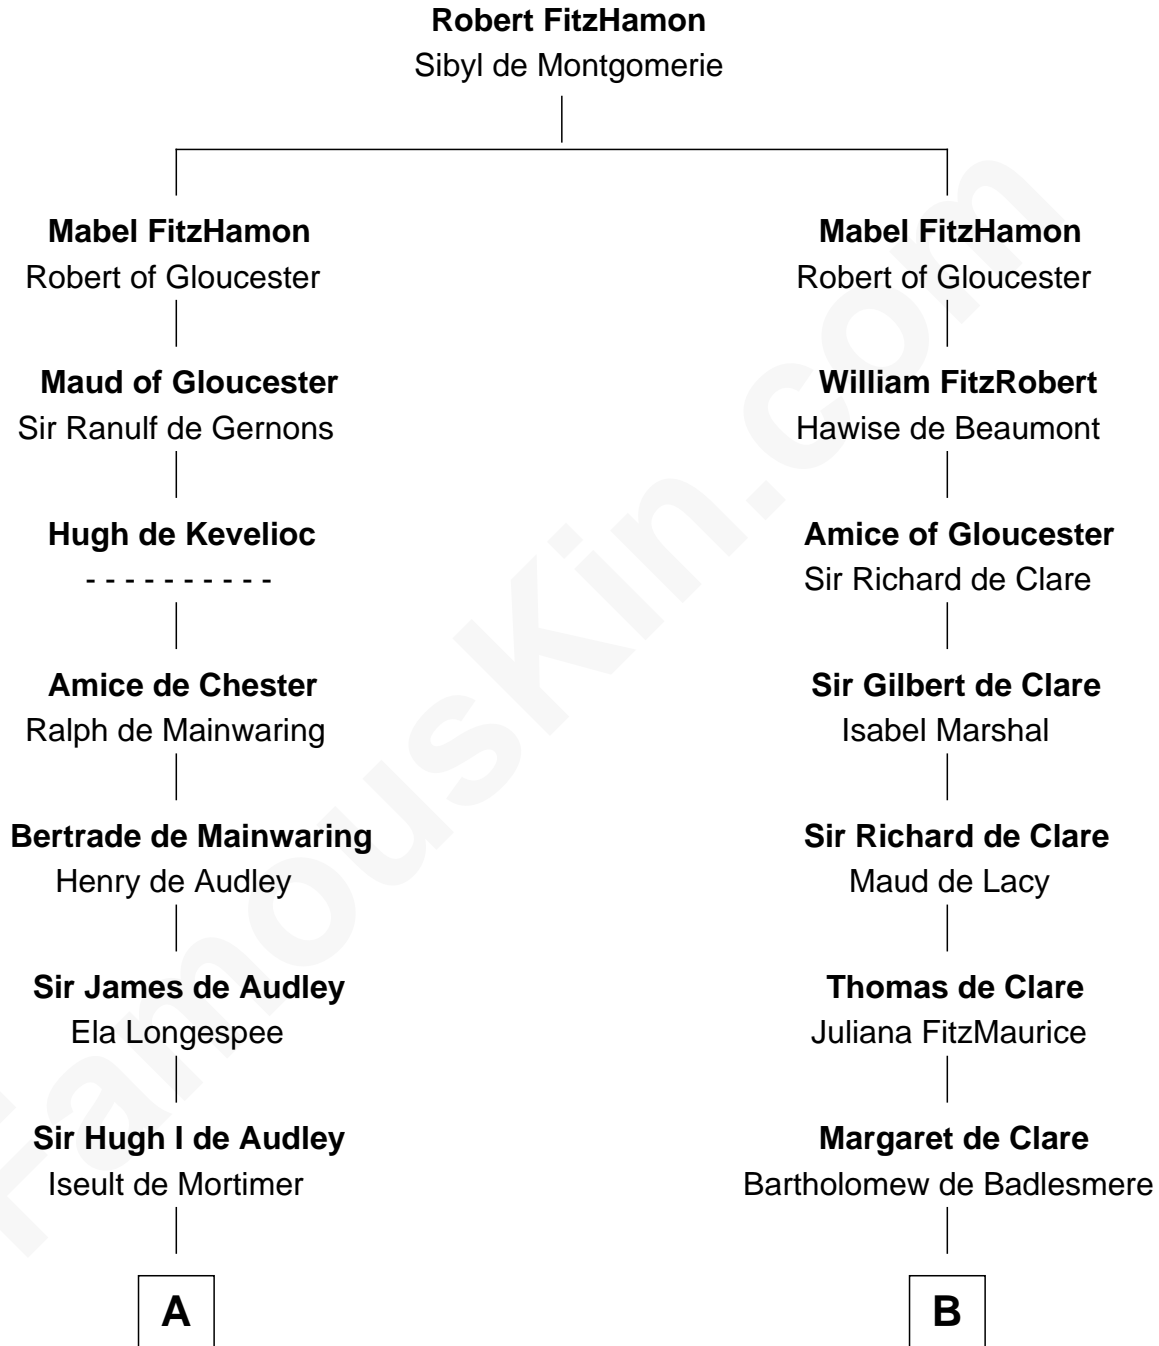 Robert FitzHamon
Sibyl de Montgomerie
Mabel FitzHamon
Robert of Gloucester
Maud of Gloucester
Sir Ranulf de Gernons
Hugh de Kevelioc
- - - - - - - - - -
Amice de Chester
Ralph de Mainwaring
Bertrade de Mainwaring
Henry de Audley
Sir James de Audley
Ela Longespee
Sir Hugh I de Audley
Iseult de Mortimer
A
Mabel FitzHamon
Robert of Gloucester
William FitzRobert
Hawise de Beaumont
Amice of Gloucester
Sir Richard de Clare
Sir Gilbert de Clare
Isabel Marshal
Sir Richard de Clare
Maud de Lacy
Thomas de Clare
Juliana FitzMaurice
Margaret de Clare
Bartholomew de Badlesmere
B
FamousKin.com